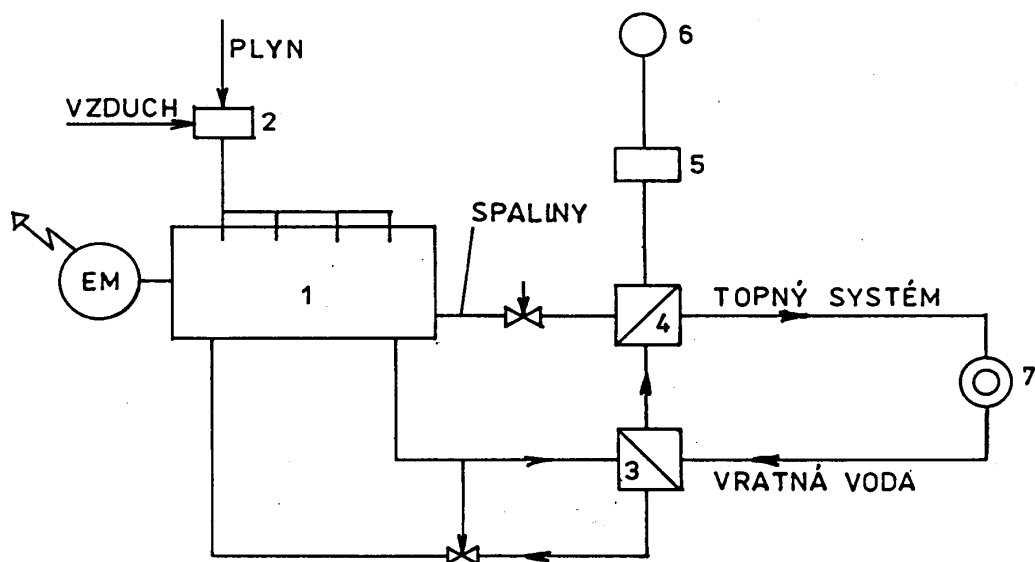 PLYN
6
VZDUCH
2
5
SPALINY
EM
1
TOPNÝ SYSTÉM
4
7
3
VRATNÁ VODA